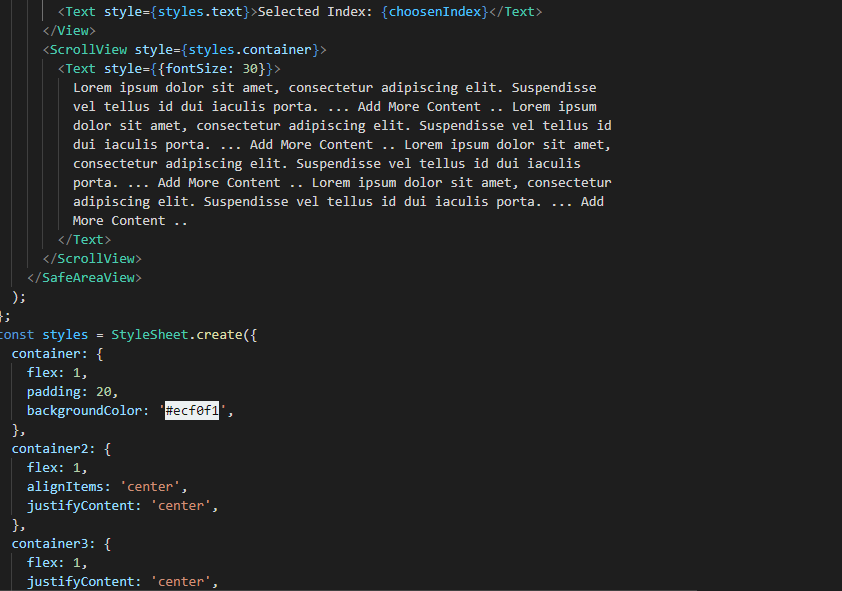 <Text style={styles.text}>Selected Index: {choosenIndex}</Text>
</View>
<ScrollView style={styles.container}>
<Text style={{fontSize: 30}}>
Lorem ipsum dolor sit amet, consectetur adipiscing elit. Suspendisse
vel tellus id dui iaculis porta. ... Add More Content .. Lorem ipsum
dolor sit amet, consectetur adipiscing elit. Suspendisse vel tellus id
dui iaculis porta. ... Add More Content .. Lorem ipsum dolor sit amet,
consectetur adipiscing elit. Suspendisse vel tellus id dui iaculis
porta. ... Add More Content .. Lorem ipsum dolor sit amet, consectetur
adipiscing elit. Suspendisse vel tellus id dui iaculis porta. ... Add
More Content ..
</Text>
</ScrollView>
</SafeAreaView>
);
};
const styles = StyleSheet.create({
container: {
flex: 1,
padding: 20,
backgroundColor: '#ecf0f1',
},
container2: {
flex: 1,
alignItems: 'center',
justifyContent: 'center',
},
container3: {
flex: 1,
justifyContent: 'center',